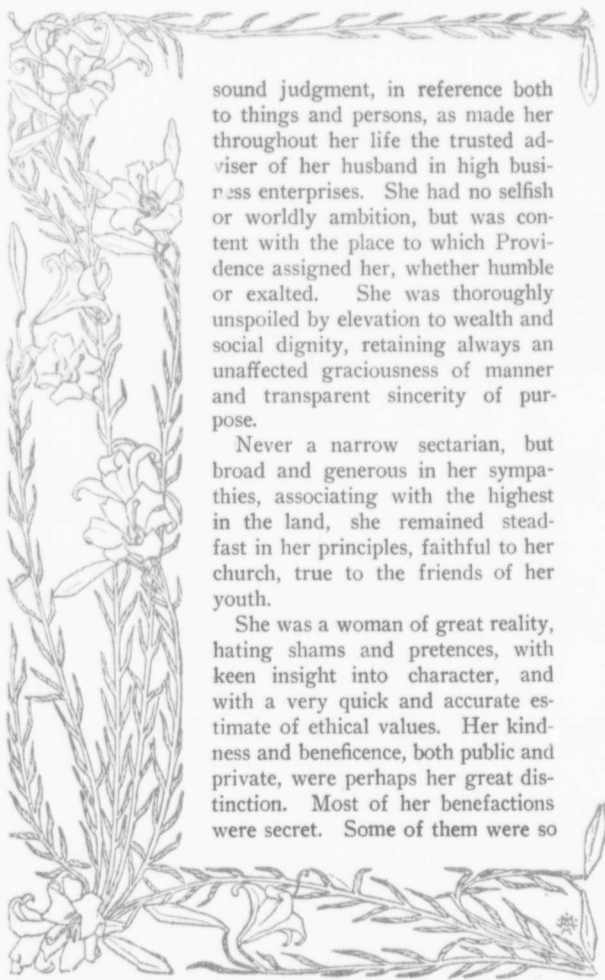 sound judgment, in reference both
to things and persons, as made her
throughout her life the trusted ad-
viser of her husband in high busi-
ness enterprises. She had no selfish
or worldly ambition, but was con-
tent with the place to which Provi-
dence assigned her, whether humble
or exalted. She was thoroughly
unspoiled by elevation to wealth and
social dignity, retaining always an
unaffected graciousness of manner
and transparent sincerity of pur-
pose.
Never a narrow sectarian, but
broad and generous in her sympa-
thies, associating with the highest
in the land, she remained stead-
fast in her principles, faithful to her
church, true to the friends of her
youth.
She was a woman of great reality,
hating shams and pretences, with
keen insight into character, and
with a very quick and accurate es-
timate of ethical values. Her kind-
ness and beneficence, both public and
private, were perhaps her great dis-
tinction. Most of her benefactions
were secret. Some of them were so